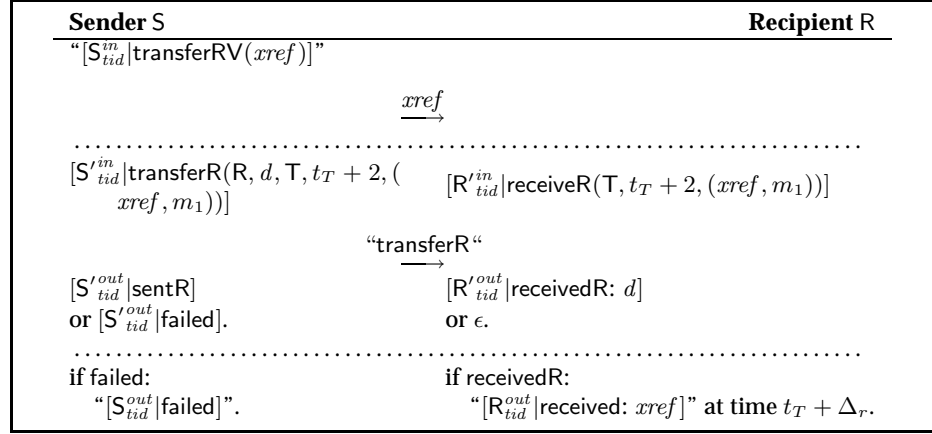 Sender S Recipient R
“[S^{in}_{tid}|transferRV(xref)]”
xref
⟶
[S′^{in}_{tid}|transferR(R, d, T, t_T + 2, (
xref, m_1))]
[R′^{in}_{tid}|receiveR(T, t_T + 2, (xref, m_1))]
“transferR“
⟶
[S′^{out}_{tid}|sentR] [R′^{out}_{tid}|receivedR: d]
or [S′^{out}_{tid}|failed]. or ϵ.
if failed: if receivedR:
“[S^{out}_{tid}|failed]”. “[R^{out}_{tid}|received: xref]” at time t_T + Δ_r.